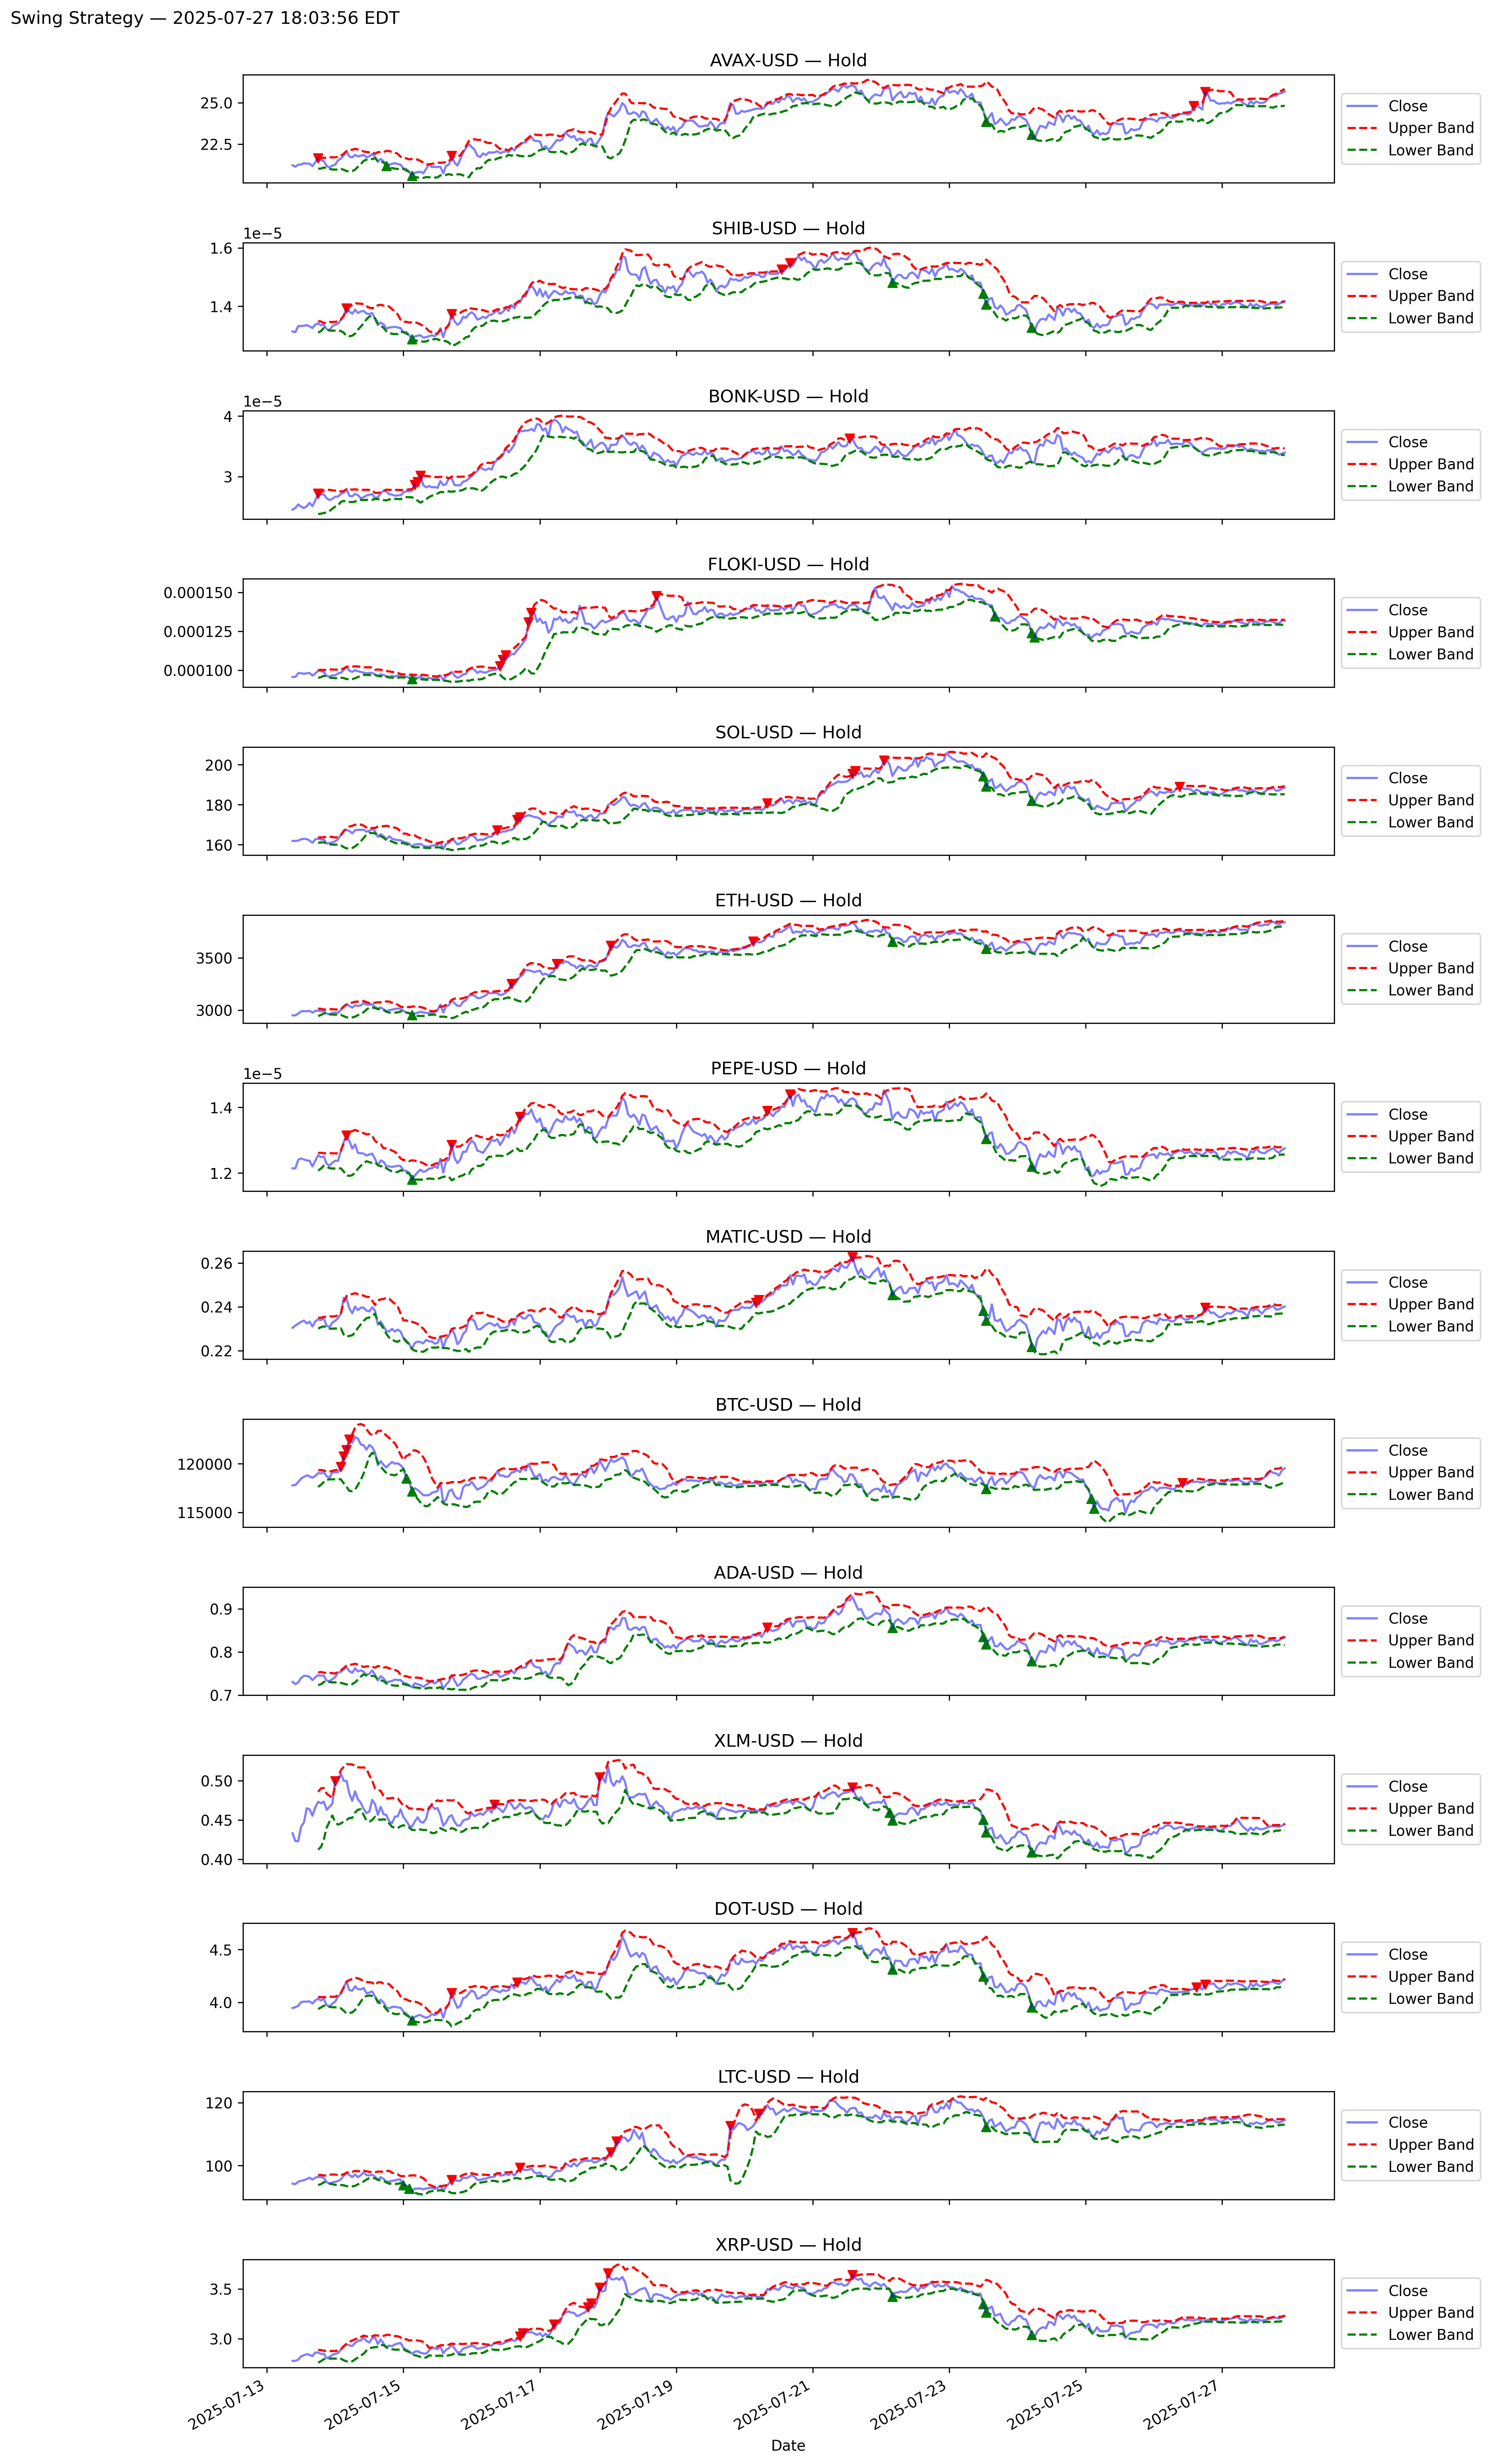 Swing Strategy — 2025-07-27 18:03:56 EDT
AVAX-USD — Hold
25.0
22.5
Close
Upper Band
Lower Band
SHIB-USD — Hold
1e−5
1.6
1.4
Close
Upper Band
Lower Band
BONK-USD — Hold
1e−5
4
3
Close
Upper Band
Lower Band
FLOKI-USD — Hold
0.000150
0.000125
0.000100
Close
Upper Band
Lower Band
SOL-USD — Hold
200
180
160
Close
Upper Band
Lower Band
ETH-USD — Hold
3500
3000
Close
Upper Band
Lower Band
PEPE-USD — Hold
1e−5
1.4
1.2
Close
Upper Band
Lower Band
MATIC-USD — Hold
0.26
0.24
0.22
Close
Upper Band
Lower Band
BTC-USD — Hold
120000
115000
Close
Upper Band
Lower Band
ADA-USD — Hold
0.9
0.8
0.7
Close
Upper Band
Lower Band
XLM-USD — Hold
0.50
0.45
0.40
Close
Upper Band
Lower Band
DOT-USD — Hold
4.5
4.0
Close
Upper Band
Lower Band
LTC-USD — Hold
120
100
Close
Upper Band
Lower Band
XRP-USD — Hold
3.5
3.0
Close
Upper Band
Lower Band
2025-07-13
2025-07-15
2025-07-17
2025-07-19
2025-07-21
2025-07-23
2025-07-25
2025-07-27
Date